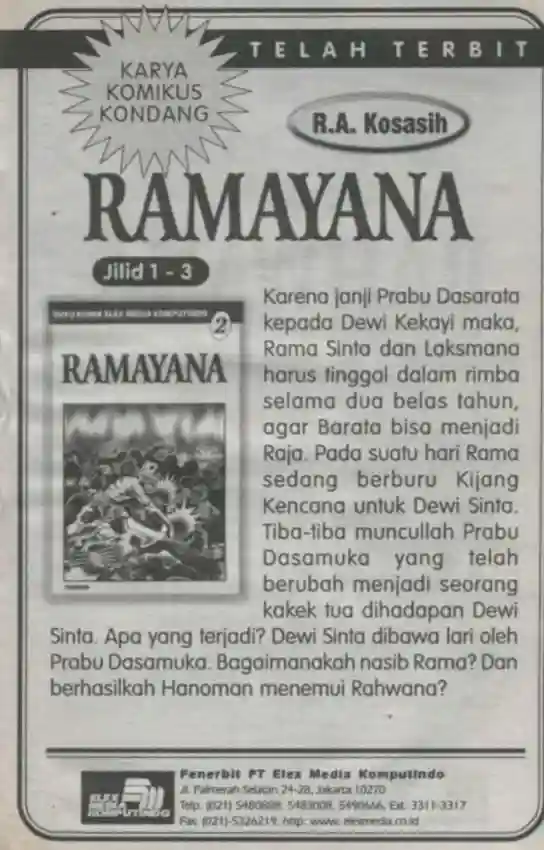 TELAH TERBIT
KARYA
KOMIKUS
KONDANG
R.A. Kosasih
RAMAYANA
Jilid 1 - 3
BUKU KOMIK ELEX MEDIA KOMPUTINDO
2
RAMAYANA
Karena janji Prabu Dasarata
kepada Dewi Kekayi maka,
Rama Sinta dan Laksmana
harus tinggal dalam rimba
selama dua belas tahun,
agar Barata bisa menjadi
Raja. Pada suatu hari Rama
sedang berburu Kijang
Kencana untuk Dewi Sinta.
Tiba-tiba muncullah Prabu
Dasamuka yang telah
berubah menjadi seorang
kakek tua dihadapan Dewi
Sinta. Apa yang terjadi? Dewi Sinta dibawa lari oleh
Prabu Dasamuka. Bagaimanakah nasib Rama? Dan
berhasilkah Hanoman menemui Rahwana?
ELEX
MEDIA
KOMPUTINDO
Penerbit PT Elex Media Komputindo
Jl. Palmerah Selatan 24-28, Jakarta 10270
Telp. (021) 5480888, 5483008, 5490666, Ext. 3311-3317
Fax. (021)-5326219, http: www. elexmedia.co.id